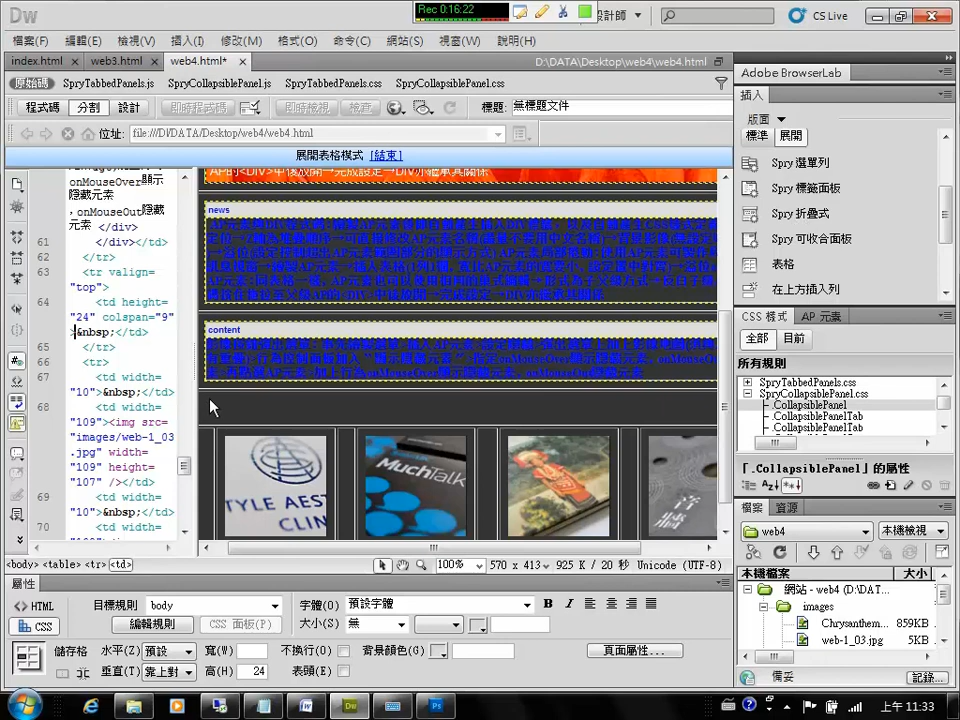 Dw
Rec 0:16:22
設計師
CS Live
檔案(F) 編輯(E) 檢視(V) 插入(I) 修改(M) 格式(O) 命令(C) 網站(S) 視窗(W) 說明(H)
index.html web3.html web4.html* D:\DATA\Desktop\web4\web4.html
原始碼 SpryTabbedPanels.js SpryCollapsiblePanel.js SpryTabbedPanels.css SpryCollapsiblePanel.css
程式碼 分割 設計 即時程式碼 即時檢視 檢查 標題: 無標題文件
位址: file:///D|/DATA/Desktop/web4/web4.html
展開表格模式 [結束]
onMouseOver顯示
隱藏元素
,onMouseOut隱藏
元素 </div>
61 </div></td>
62 </tr>
63 <tr valign=
"top">
64 <td height=
"24" colspan="9"
>&nbsp;</td>
65 </tr>
66 <tr>
67 <td width=
"10">&nbsp;</td>
68 <td width=
"109"><img src=
"images/web-1_03
.jpg" width=
"109" height=
"107" /></td>
69 <td width=
"10">&nbsp;</td>
70 <td width=
news
content
STYLE AEST
CLIN
MuchTalk
<body> <table> <tr> <td> 100% 570 x 413 925 K / 20 秒 Unicode (UTF-8)
屬性
HTML 目標規則 body 字體(O) 預設字體 B I
CSS 編輯規則 CSS 面板(P) 大小(S) 無
儲存格 水平(Z) 預設 寬(W) 不換行(O) 背景顏色(G) 頁面屬性...
垂直(T) 靠上對 高(H) 24 表頭(E)
Adobe BrowserLab
插入
版面
標準 展開
Spry 選單列
Spry 標籤面板
Spry 折疊式
Spry 可收合面板
表格
在上方插入列
CSS 樣式 AP 元素
全部 目前
所有規則
SpryTabbedPanels.css
SpryCollapsiblePanel.css
.CollapsiblePanel
.CollapsiblePanelTab
.CollapsiblePanelTab
「.CollapsiblePanel」的屬性
檔案 資源
web4 本機檢視
本機檔案 大小
網站 - web4 (D:\DAT...
images
Chrysanthem... 859KB
web-1_03.jpg 5KB
備妥 記錄...
上午 11:33